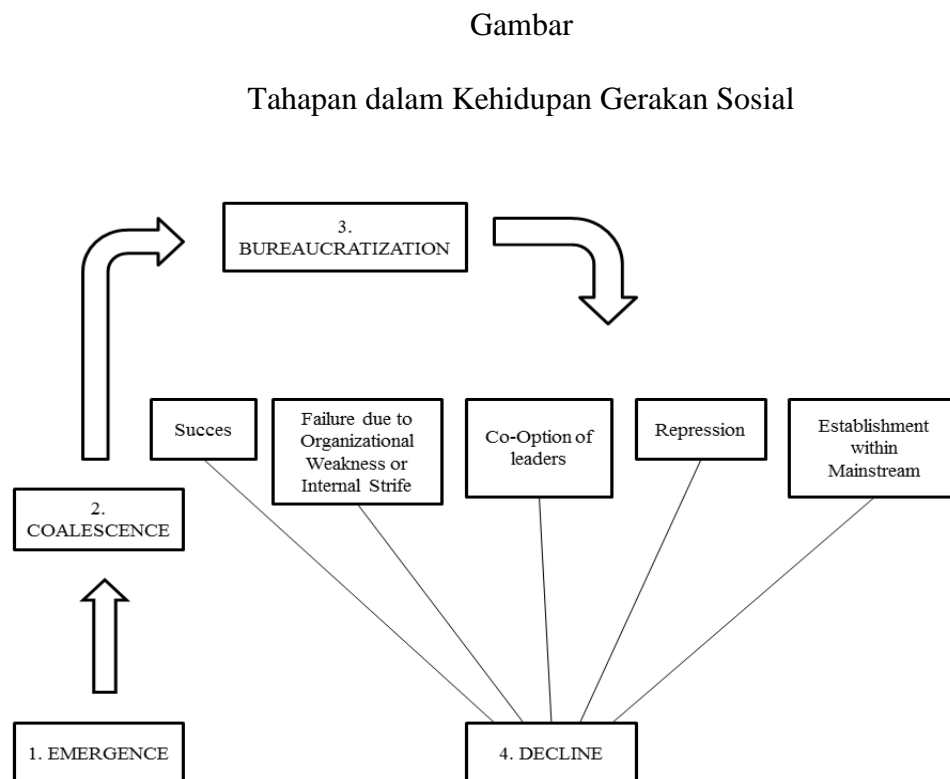 Gambar
Tahapan dalam Kehidupan Gerakan Sosial
3.
BUREAUCRATIZATION
Succes
Failure due to
Organizational
Weakness or
Internal Strife
Co-Option of
leaders
Repression
Establishment
within
Mainstream
2.
COALESCENCE
1. EMERGENCE
4. DECLINE